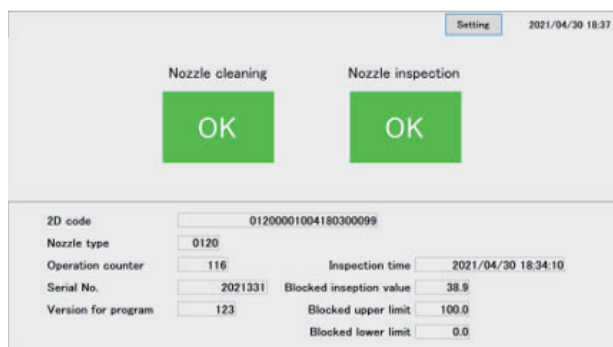 Setting 2021/04/30 18:37
Nozzle cleaning Nozzle inspection
OK OK
2D code 01200001004180300099
Nozzle type 0120
Operation counter 116 Inspection time 2021/04/30 18:34:10
Serial No. 2021331 Blocked inseption value 38.9
Version for program 123 Blocked upper limit 100.0
Blocked lower limit 0.0